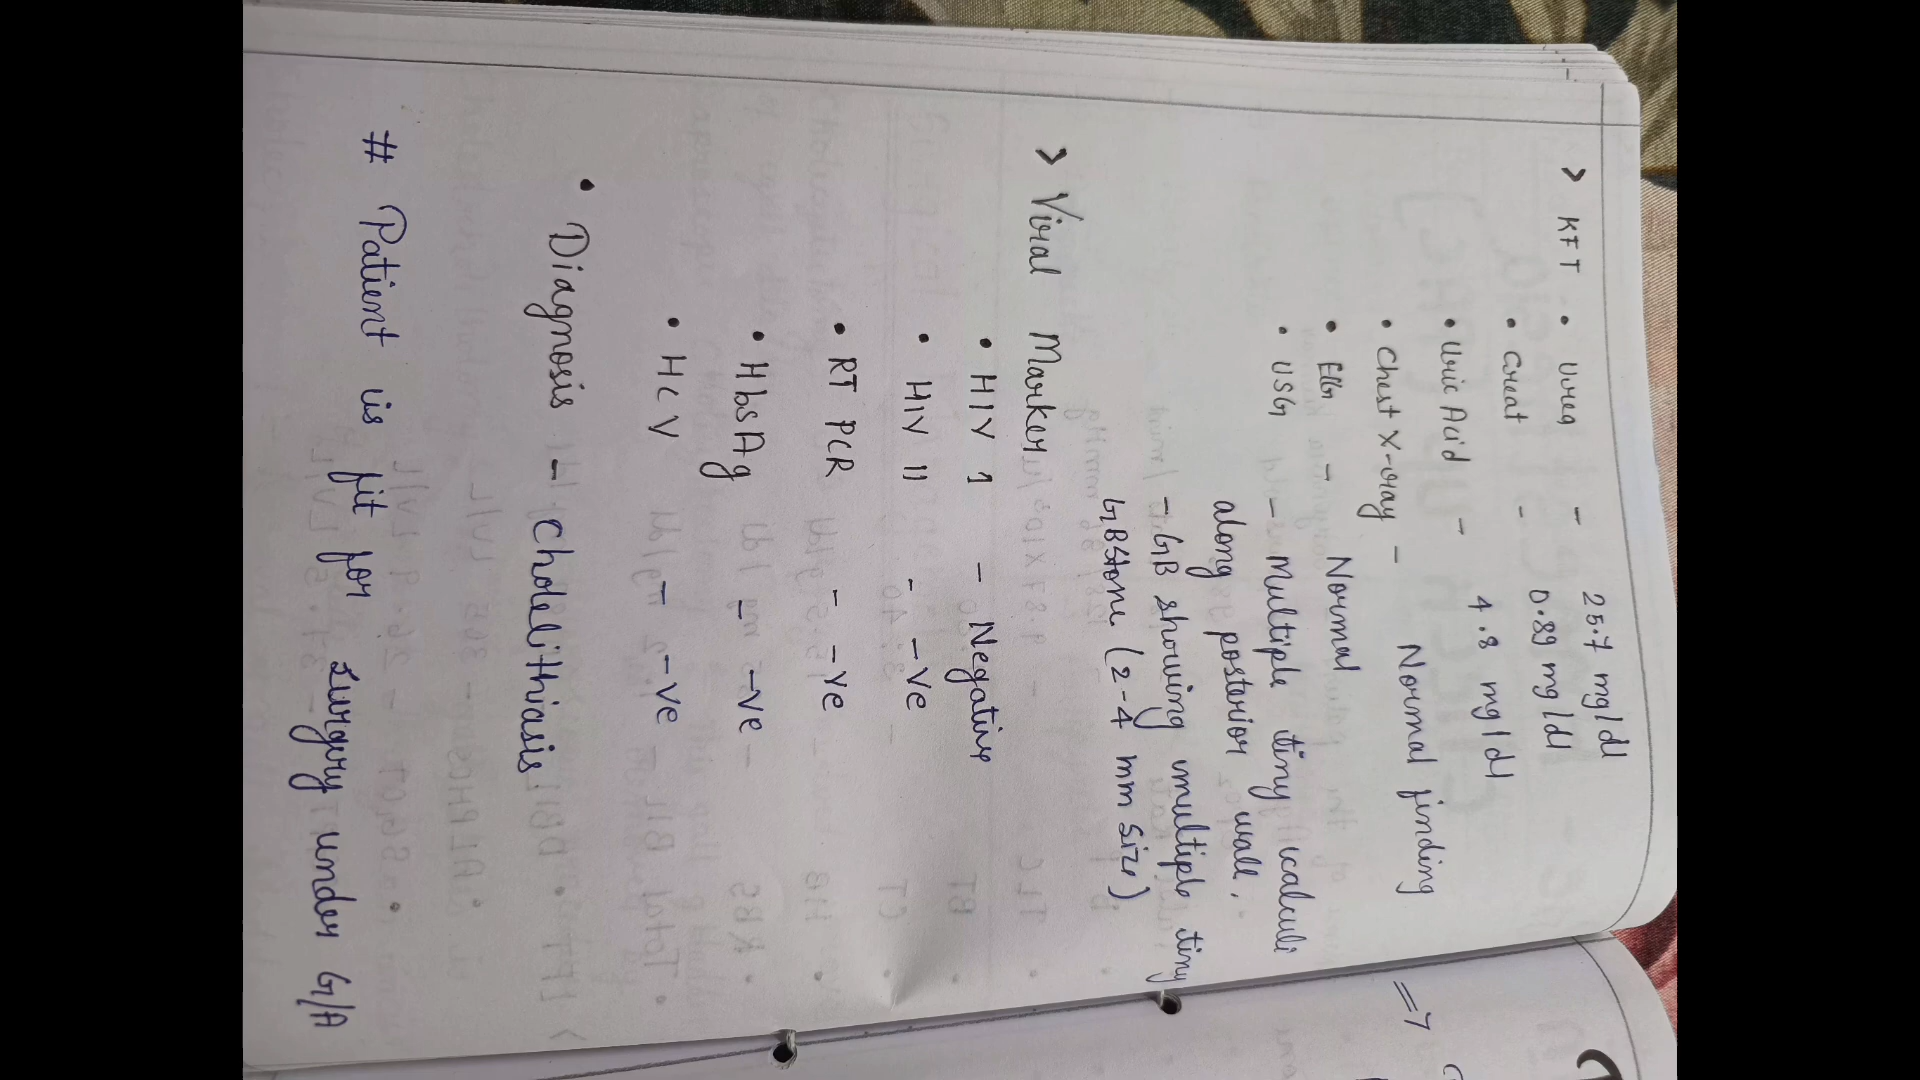 > KFT • Urea - 25.7 mg/dl
• Creat - 0.89 mg/dl
• Uric Acid - 4.8 mg/dl
• Chest X-ray - Normal finding
• ECG - Normal
• USG - Multiple tiny calculi
along posterior wall.
- GB showing multiple tiny
GB Stone (2-4 mm size)
> Viral Marker
• HIV 1 - Negative
• HIV 11 - -ve
• RT PCR - -ve
• HbsAg - -ve
• HCV - -ve
• Diagnosis - Cholelithiasis
# Patient is fit for surgury under G/A